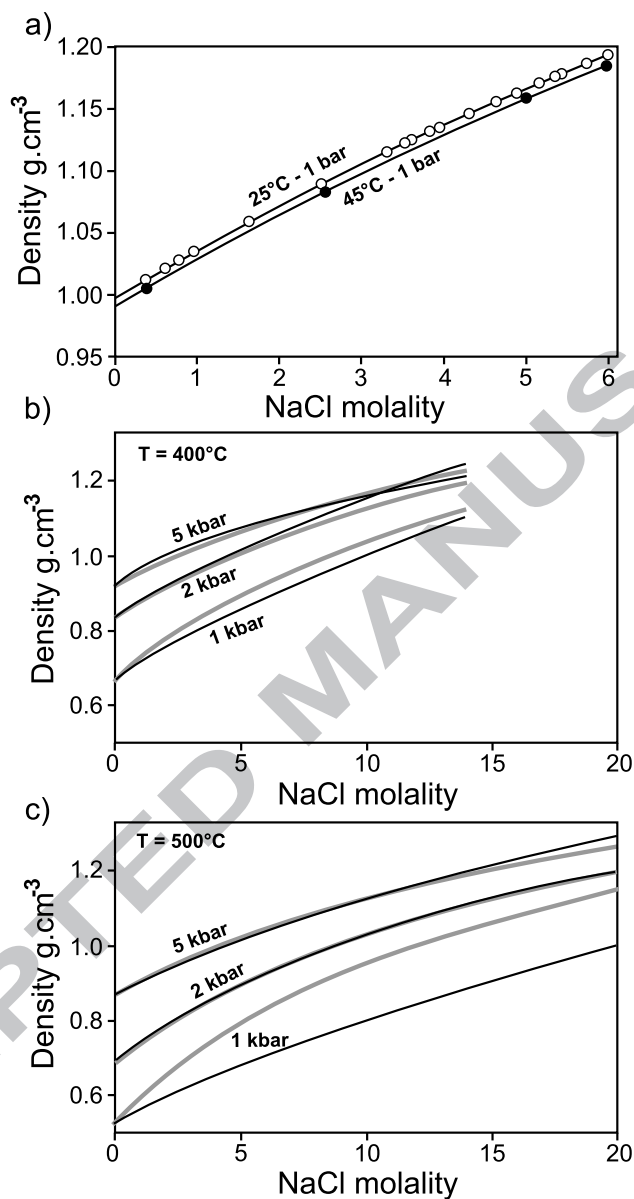 a)
1.20
1.15
1.10
1.05
1.00
0.95
Density g.cm-3
25°C - 1 bar
45°C - 1 bar
0 1 2 3 4 5 6
NaCl molality
b)
T = 400°C
1.2
1.0
0.8
0.6
Density g.cm-3
5 kbar
2 kbar
1 kbar
0 5 10 15 20
NaCl molality
c)
T = 500°C
1.2
1.0
0.8
0.6
Density g.cm-3
5 kbar
2 kbar
1 kbar
0 5 10 15 20
NaCl molality
PTED MANUS